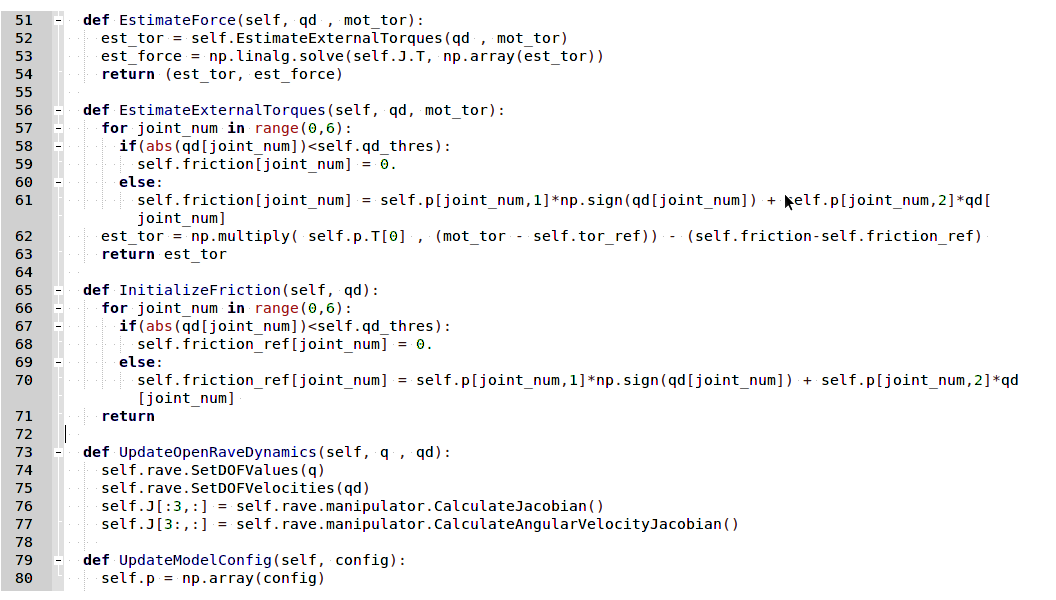 51 def EstimateForce(self, qd , mot_tor):
52 est_tor = self.EstimateExternalTorques(qd , mot_tor)
53 est_force = np.linalg.solve(self.J.T, np.array(est_tor))
54 return (est_tor, est_force)
55
56 def EstimateExternalTorques(self, qd, mot_tor):
57 for joint_num in range(0,6):
58 if(abs(qd[joint_num])<self.qd_thres):
59 self.friction[joint_num] = 0.
60 else:
61 self.friction[joint_num] = self.p[joint_num,1]*np.sign(qd[joint_num]) + self.p[joint_num,2]*qd[
joint_num]
62 est_tor = np.multiply( self.p.T[0] , (mot_tor - self.tor_ref)) - (self.friction-self.friction_ref)
63 return est_tor
64
65 def InitializeFriction(self, qd):
66 for joint_num in range(0,6):
67 if(abs(qd[joint_num])<self.qd_thres):
68 self.friction_ref[joint_num] = 0.
69 else:
70 self.friction_ref[joint_num] = self.p[joint_num,1]*np.sign(qd[joint_num]) + self.p[joint_num,2]*qd
[joint_num]
71 return
72
73 def UpdateOpenRaveDynamics(self, q , qd):
74 self.rave.SetDOFValues(q)
75 self.rave.SetDOFVelocities(qd)
76 self.J[:3,:] = self.rave.manipulator.CalculateJacobian()
77 self.J[3:,:] = self.rave.manipulator.CalculateAngularVelocityJacobian()
78
79 def UpdateModelConfig(self, config):
80 self.p = np.array(config)